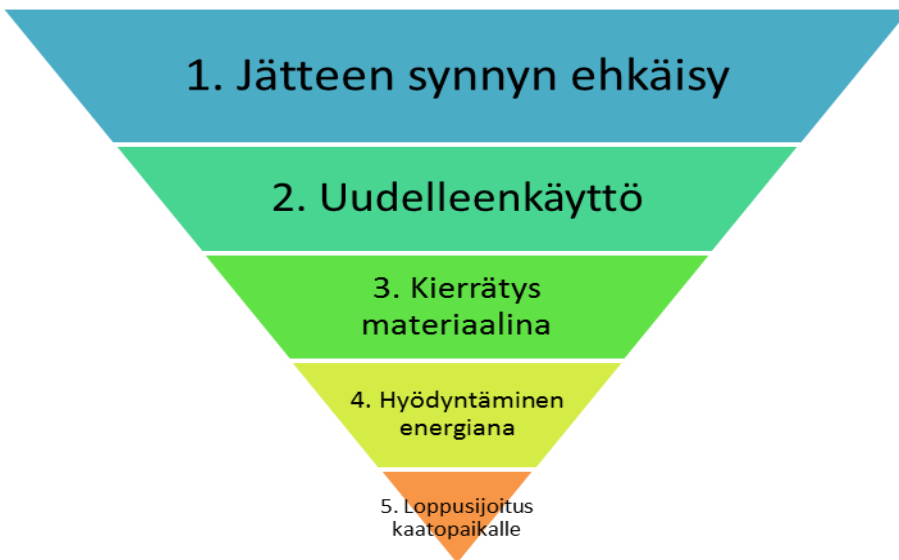 1. Jätteen synnyn ehkäisy
2. Uudelleenkäyttö
3. Kierrätys
materiaalina
4. Hyödyntäminen
energiana
5. Loppusijoitus
kaatopaikalle